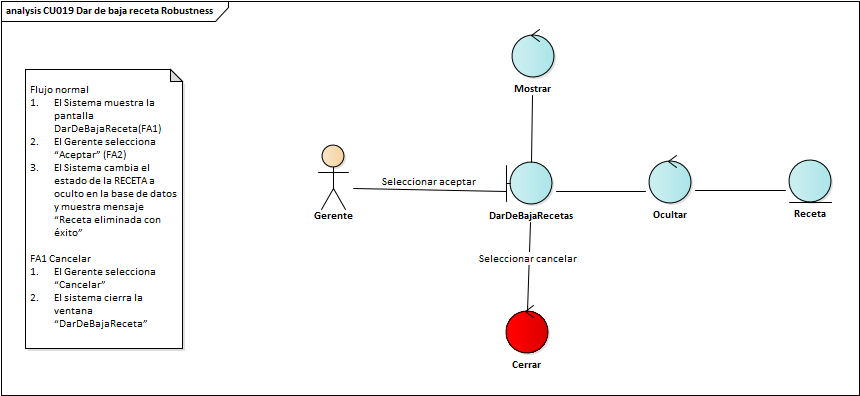 analysis CU019 Dar de baja receta Robustness
Flujo normal
1. El Sistema muestra la
pantalla
DarDeBajaReceta(FA1)
2. El Gerente selecciona
“Aceptar” (FA2)
3. El Sistema cambia el
estado de la RECETA a
oculto en la base de datos
y muestra mensaje
“Receta eliminada con
éxito”
FA1 Cancelar
1. El Gerente selecciona
“Cancelar”
2. El sistema cierra la
ventana
“DarDeBajaReceta”
Mostrar
Seleccionar aceptar
Gerente
DarDeBajaRecetas
Ocultar
Receta
Seleccionar cancelar
Cerrar